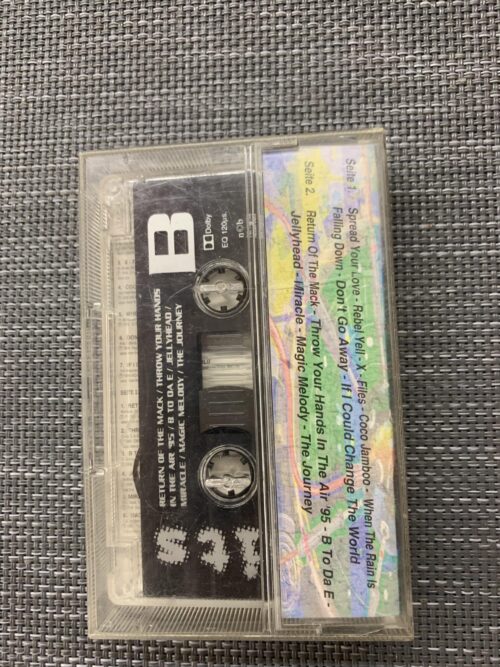 Seite 1. Spread Your Love - Rebel Yell - X - Files - Coco Jamboo - When The Rain Is
Falling Down - Don't Go Away - If I Could Change The World
Seite 2. Return Of The Mack - Throw Your Hands In The Air '95 - B To Da E -
Jellyhead - Miracle - Magic Melody - The Journey
B
Dolby
EQ 120us.
RETURN OF THE MACK / THROW YOUR HANDS
IN THE AIR '95 / B TO DA E / JELLYHEAD /
MIRACLE / MAGIC MELODY / THE JOURNEY